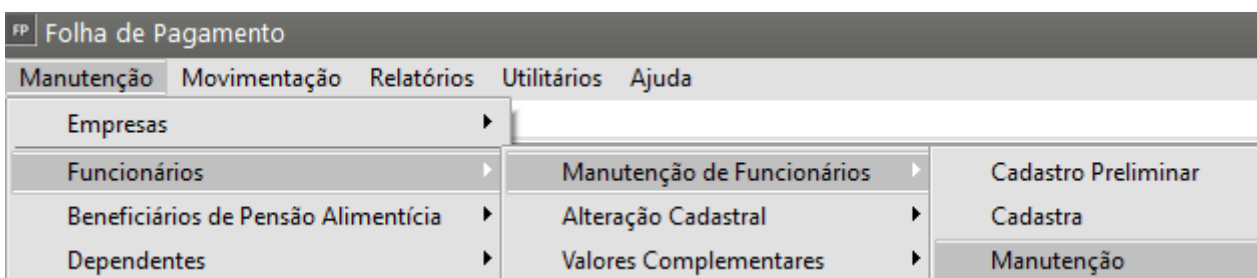 FP Folha de Pagamento
Manutenção Movimentação Relatórios Utilitários Ajuda
Empresas
Funcionários Manutenção de Funcionários Cadastro Preliminar
Beneficiários de Pensão Alimentícia Alteração Cadastral Cadastra
Dependentes Valores Complementares Manutenção